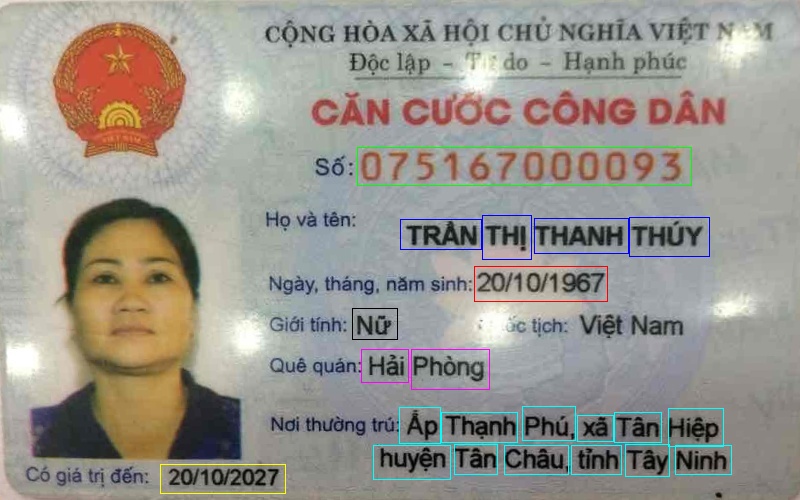 CỘNG HÒA XÃ HỘI CHỦ NGHĨA VIỆT NAM
Độc lập - Tự do - Hạnh phúc
CĂN CƯỚC CÔNG DÂN
Số: 075167000093
Họ và tên: TRẦN THỊ THANH THÚY
Ngày, tháng, năm sinh: 20/10/1967
Giới tính: Nữ Quốc tịch: Việt Nam
Quê quán: Hải Phòng
Nơi thường trú: Ấp Thạnh Phú, xã Tân Hiệp
huyện Tân Châu, tỉnh Tây Ninh
Có giá trị đến: 20/10/2027